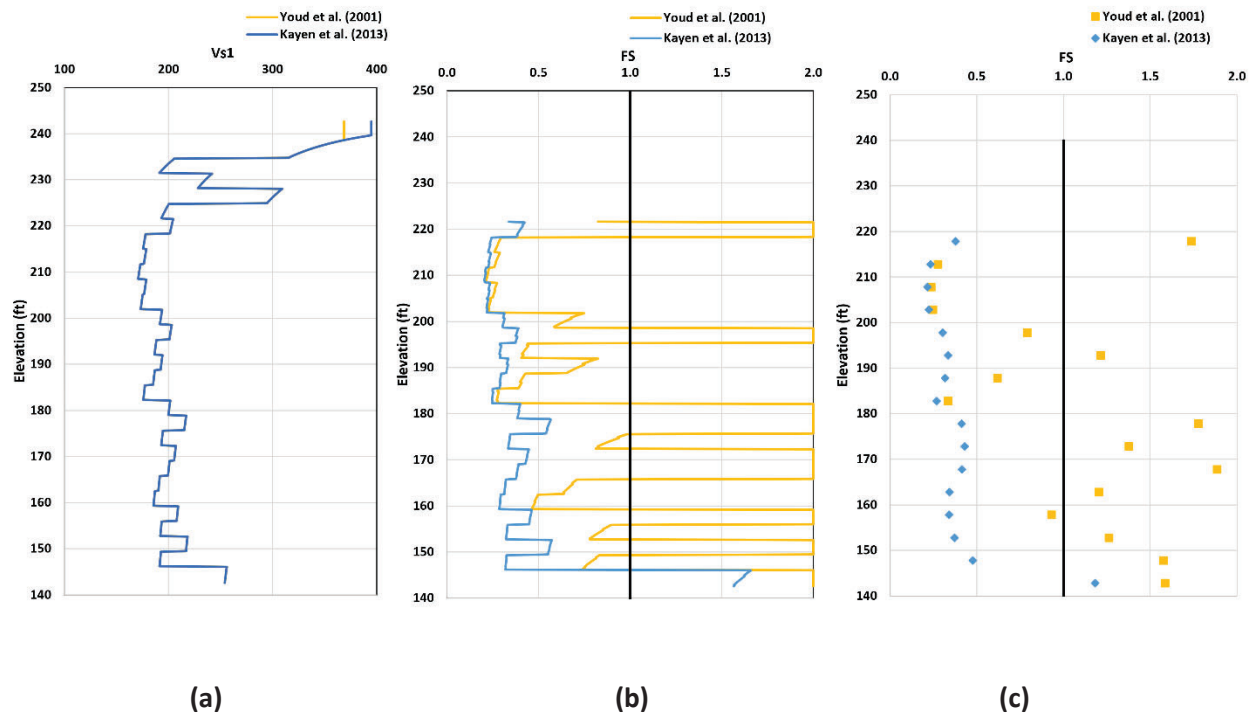 Youd et al. (2001)
Kayen et al. (2013)
Vs1
100 200 300 400
250
240
230
220
210
200
190
180
170
160
150
140
Elevation (ft)
(a)
Youd et al. (2001)
Kayen et al. (2013)
FS
0.0 0.5 1.0 1.5 2.0
250
240
230
220
210
200
190
180
170
160
150
140
Elevation (ft)
(b)
Youd et al. (2001)
Kayen et al. (2013)
FS
0.0 0.5 1.0 1.5 2.0
250
240
230
220
210
200
190
180
170
160
150
140
Elevation (ft)
(c)